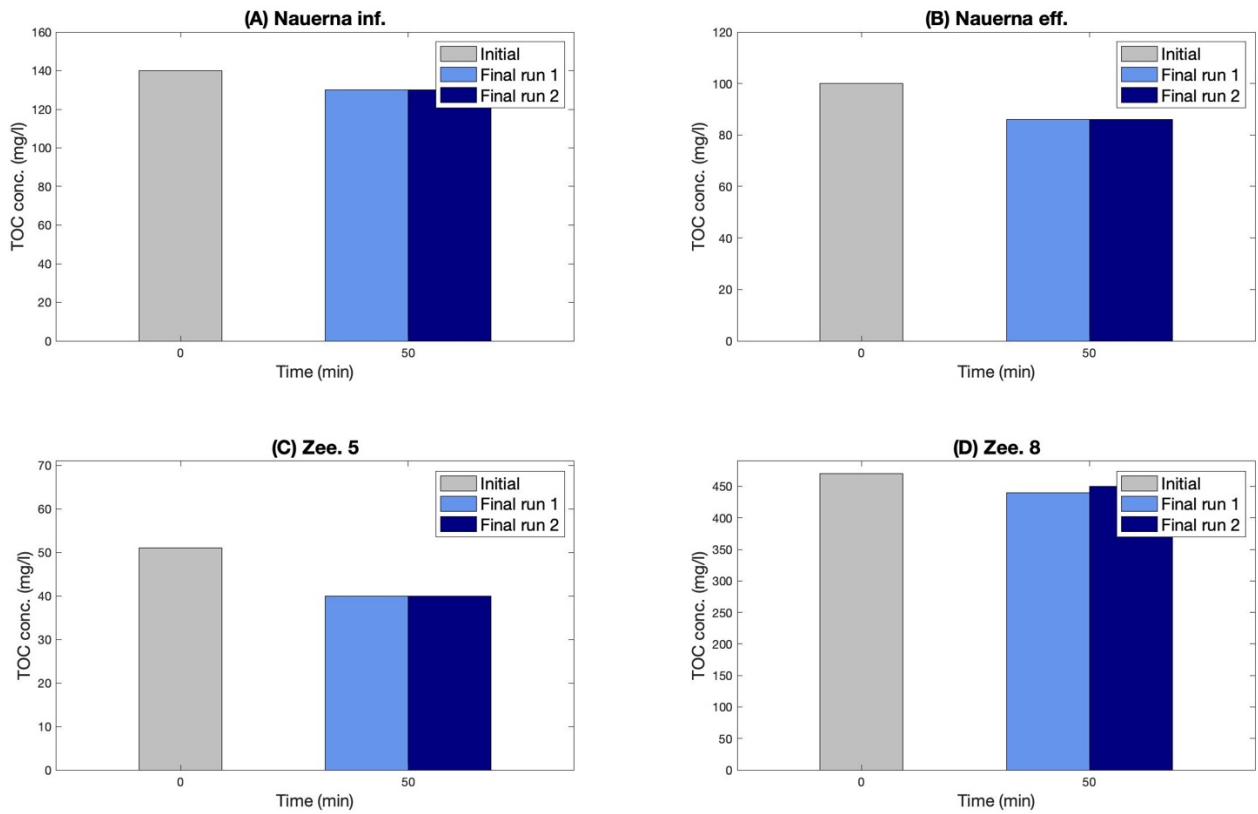 (A) Nauerna inf.
TOC conc. (mg/l)
160
140
120
100
80
60
40
20
0
Initial
Final run 1
Final run 2
0
50
Time (min)
(B) Nauerna eff.
TOC conc. (mg/l)
120
100
80
60
40
20
0
Initial
Final run 1
Final run 2
0
50
Time (min)
(C) Zee. 5
TOC conc. (mg/l)
70
60
50
40
30
20
10
0
Initial
Final run 1
Final run 2
0
50
Time (min)
(D) Zee. 8
TOC conc. (mg/l)
450
400
350
300
250
200
150
100
50
0
Initial
Final run 1
Final run 2
0
50
Time (min)